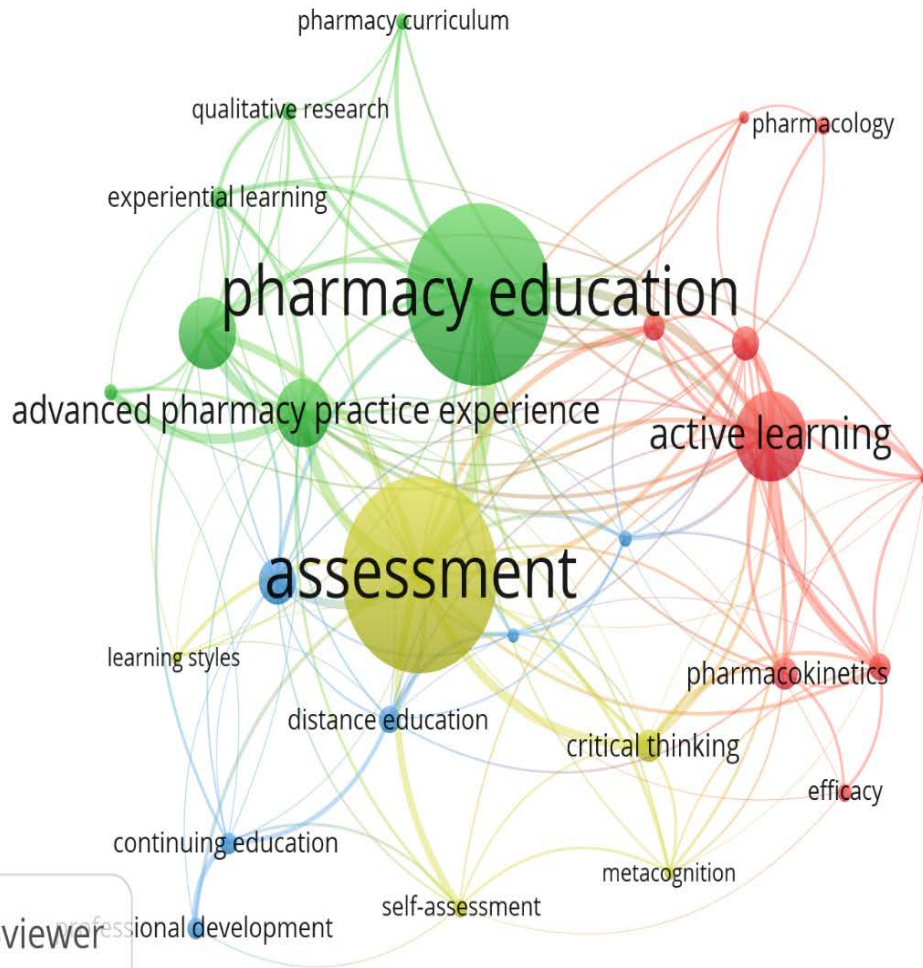 pharmacy curriculum
qualitative research
pharmacology
experiential learning
pharmacy education
advanced pharmacy practice experience
active learning
assessment
learning styles
pharmacokinetics
distance education
critical thinking
efficacy
continuing education
metacognition
self-assessment
professional development
viewer